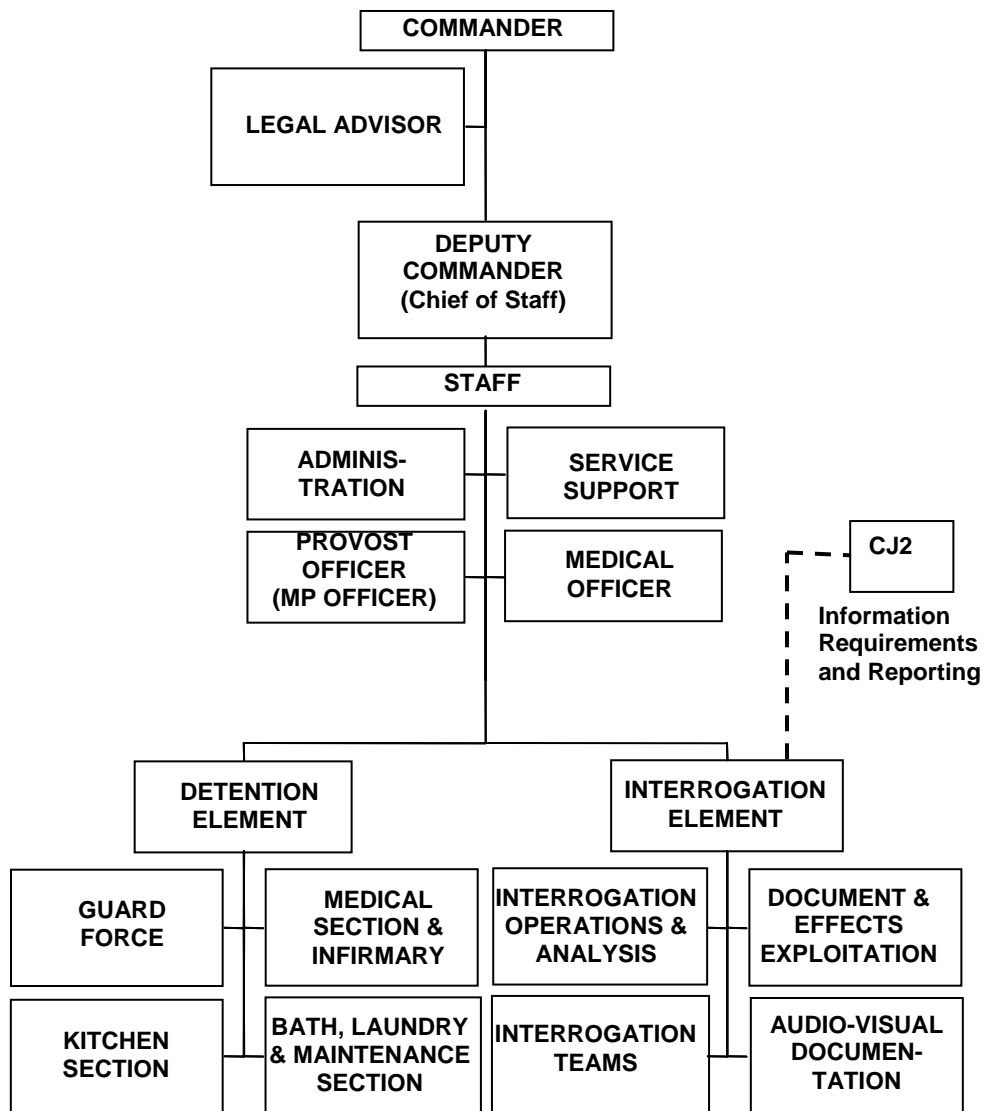 COMMANDER
LEGAL ADVISOR
DEPUTY
COMMANDER
(Chief of Staff)
STAFF
ADMINIS-
TRATION
SERVICE
SUPPORT
PROVOST
OFFICER
(MP OFFICER)
MEDICAL
OFFICER
CJ2
Information
Requirements
and Reporting
DETENTION
ELEMENT
INTERROGATION
ELEMENT
GUARD
FORCE
MEDICAL
SECTION &
INFIRMARY
INTERROGATION
OPERATIONS &
ANALYSIS
DOCUMENT &
EFFECTS
EXPLOITATION
KITCHEN
SECTION
BATH, LAUNDRY
& MAINTENANCE
SECTION
INTERROGATION
TEAMS
AUDIO-VISUAL
DOCUMEN-
TATION